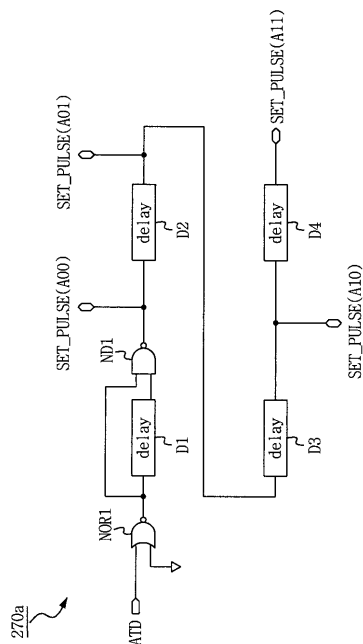 270a
ATD
NOR1
delay
D1
ND1
SET_PULSE(A00)
delay
D2
SET_PULSE(A01)
delay
D3
SET_PULSE(A10)
delay
D4
SET_PULSE(A11)